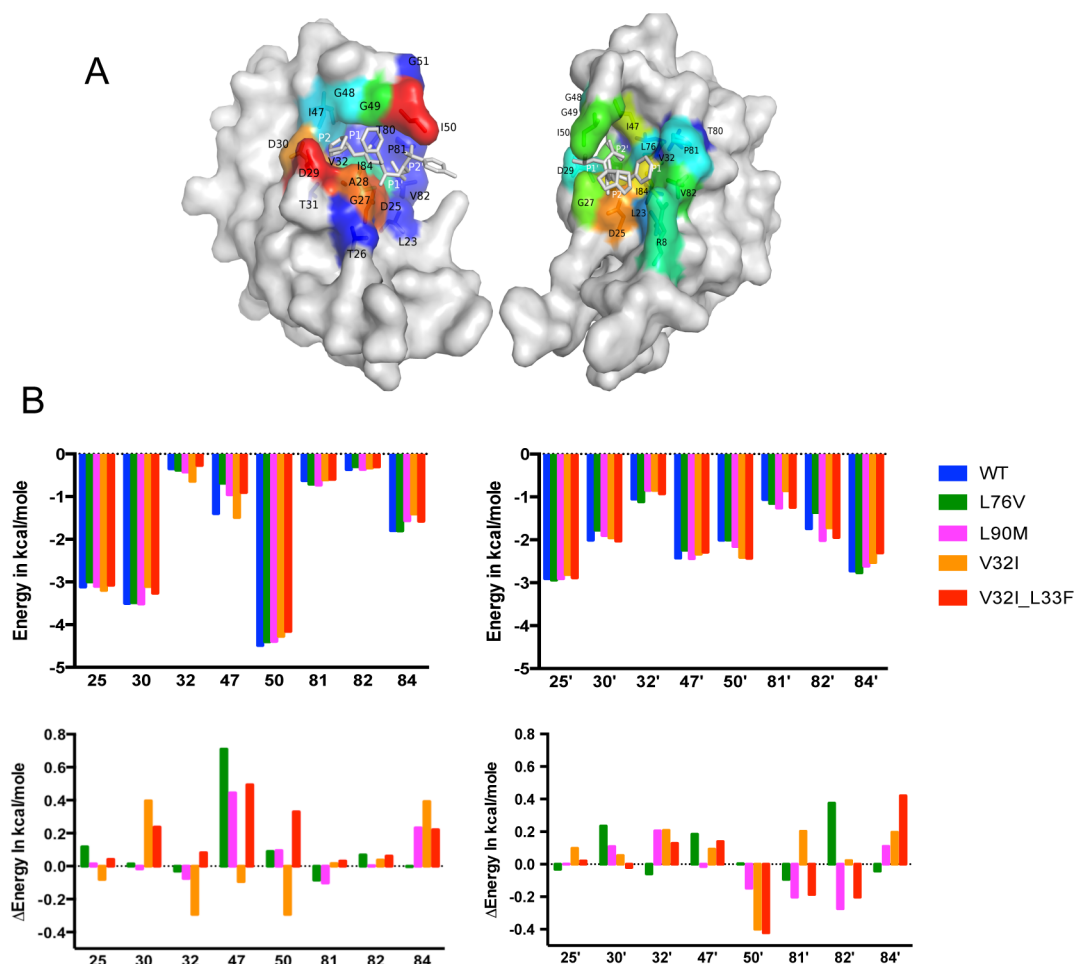 A
G51
G48
G49
I47
I50
T80
P2
P1
D30
P81
V32
I84
P2'
D29
A28
P1'
G27
D25
V82
T31
L23
T26
G48
G49
I47
I50
T80
L76
P2'
P81
V32
D29
P1'
P1
I84
V82
G27
P2
L23
D25
R8
B
0
-1
-2
-3
-4
-5
Energy in kcal/mole
25 30 32 47 50 81 82 84
0
-1
-2
-3
-4
-5
Energy in kcal/mole
25' 30' 32' 47' 50' 81' 82' 84'
WT
L76V
L90M
V32I
V32I_L33F
0.8
0.6
0.4
0.2
0.0
-0.2
-0.4
ΔEnergy In kcal/mole
25 30 32 47 50 81 82 84
0.8
0.6
0.4
0.2
0.0
-0.2
-0.4
ΔEnergy In kcal/mole
25' 30' 32' 47' 50' 81' 82' 84'